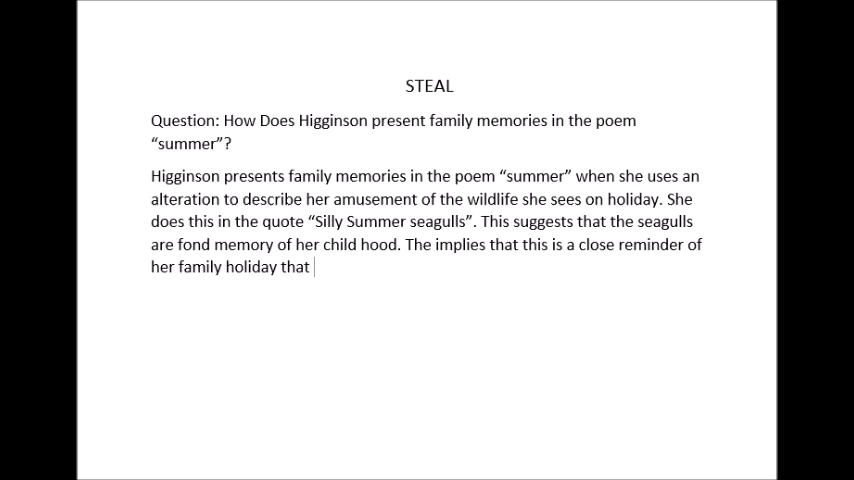 STEAL
Question: How Does Higginson present family memories in the poem
“summer”?
Higginson presents family memories in the poem “summer” when she uses an
alteration to describe her amusement of the wildlife she sees on holiday. She
does this in the quote “Silly Summer seagulls”. This suggests that the seagulls
are fond memory of her child hood. The implies that this is a close reminder of
her family holiday that